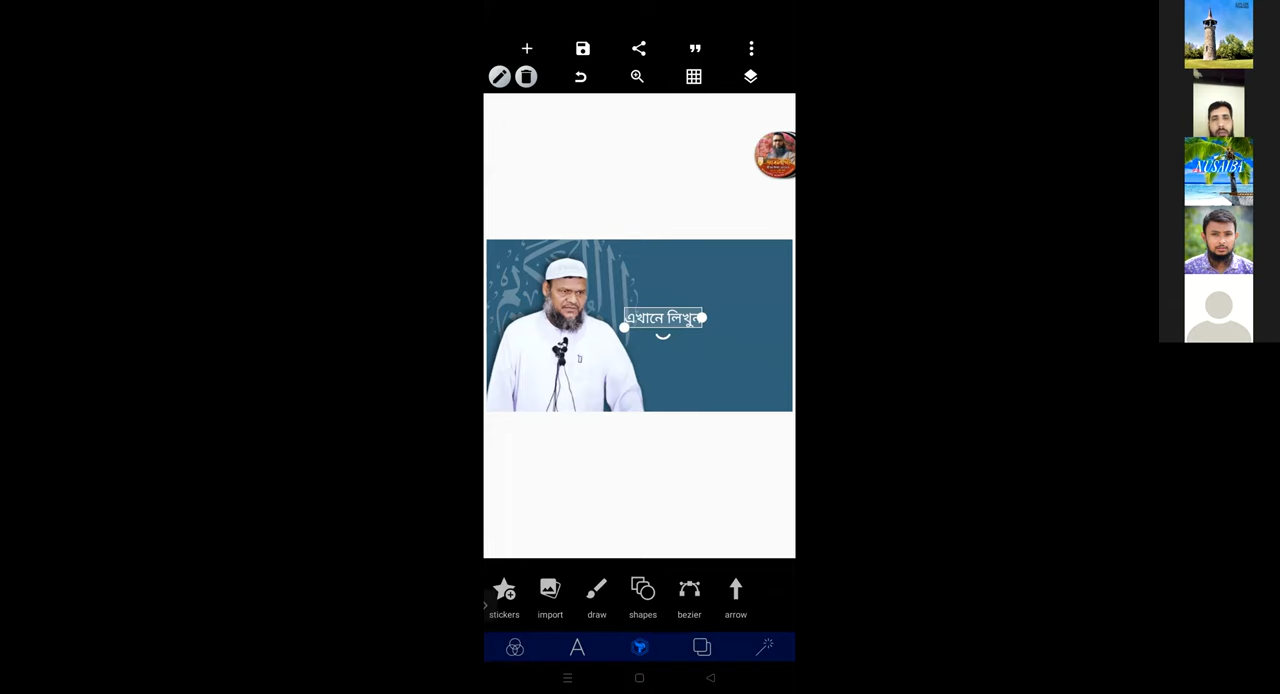 এখানে লিখুন
NUSAIBA
stickers
import
draw
shapes
bezier
arrow